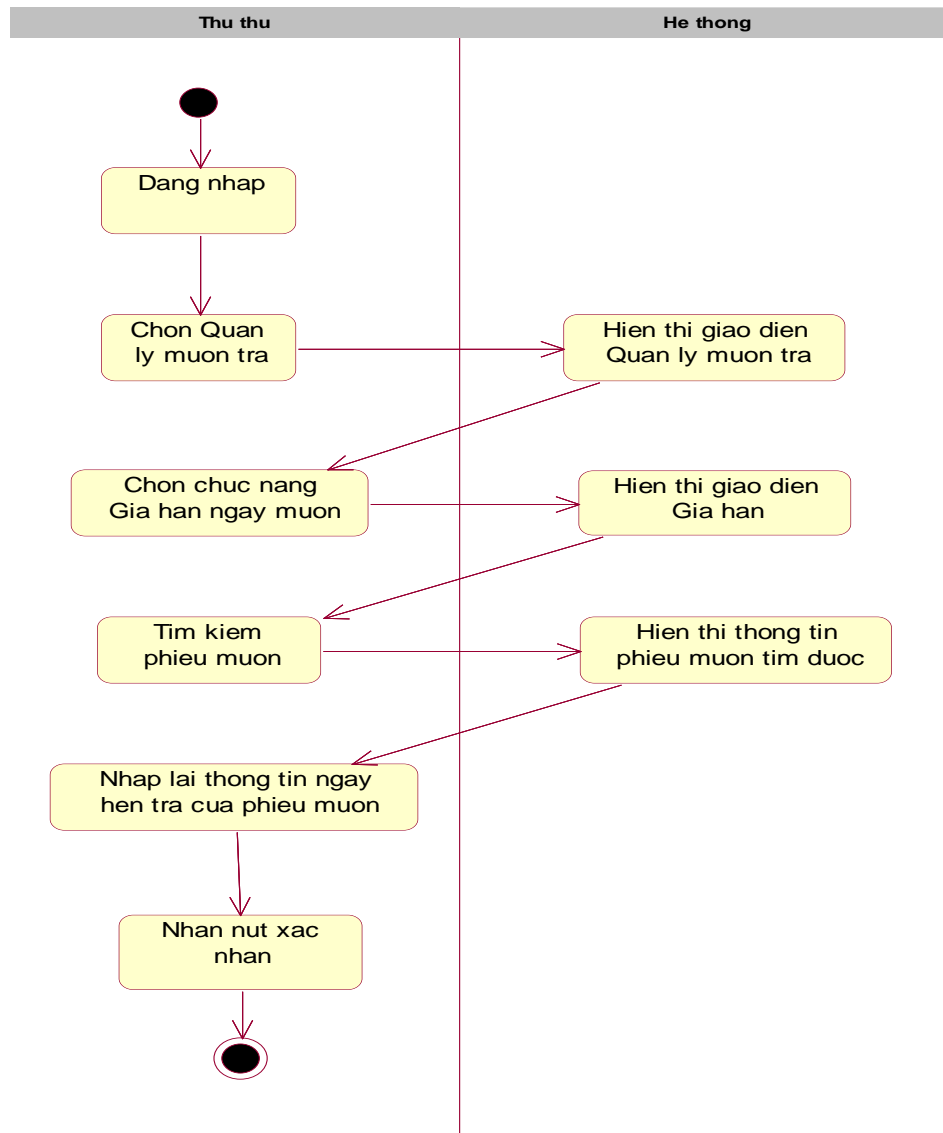 Thu thu
He thong
Dang nhap
Chon Quan
ly muon tra
Hien thi giao dien
Quan ly muon tra
Chon chuc nang
Gia han ngay muon
Hien thi giao dien
Gia han
Tim kiem
phieu muon
Hien thi thong tin
phieu muon tim duoc
Nhap lai thong tin ngay
hen tra cua phieu muon
Nhan nut xac
nhan